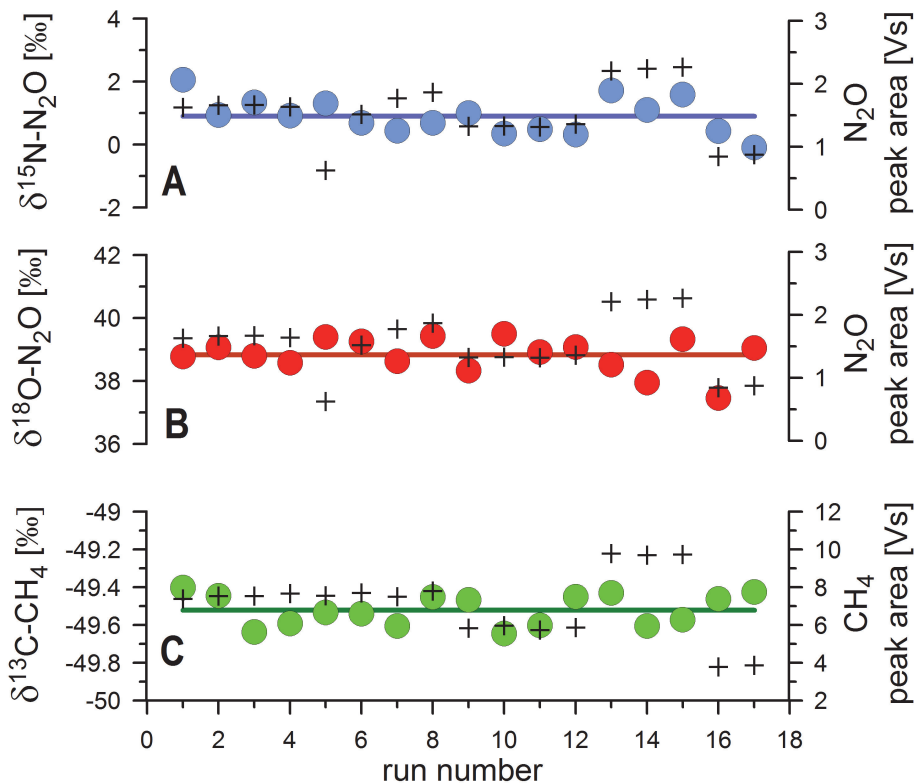 δ15N-N2O [‰]
4
2
0
-2
A
3
2
1
0
N2O
peak area [Vs]
δ18O-N2O [‰]
42
40
38
36
B
3
2
1
0
N2O
peak area [Vs]
δ13C-CH4 [‰]
-49
-49.2
-49.4
-49.6
-49.8
-50
C
12
10
8
6
4
2
CH4
peak area [Vs]
0 2 4 6 8 10 12 14 16 18
run number